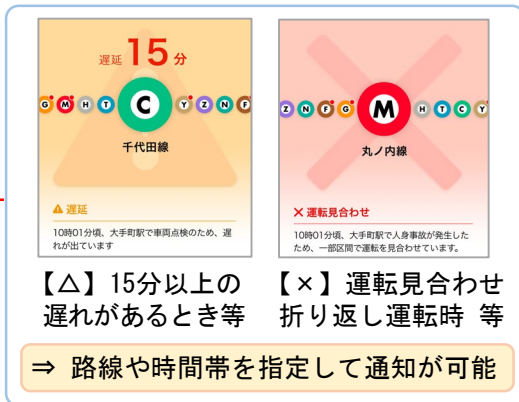 遅延 15 分
G M H T C Y Z N F
千代田線
遅延
10時01分頃、大手町駅で車両点検のため、遅
れが出ています
Z N F G M H T C Y
丸ノ内線
運転見合わせ
10時01分頃、大手町駅で人身事故が発生した
ため、一部区間で運転を見合わせています。
【△】15分以上の
遅れがあるとき等
【×】運転見合わせ
折り返し運転時 等
⇒ 路線や時間帯を指定して通知が可能